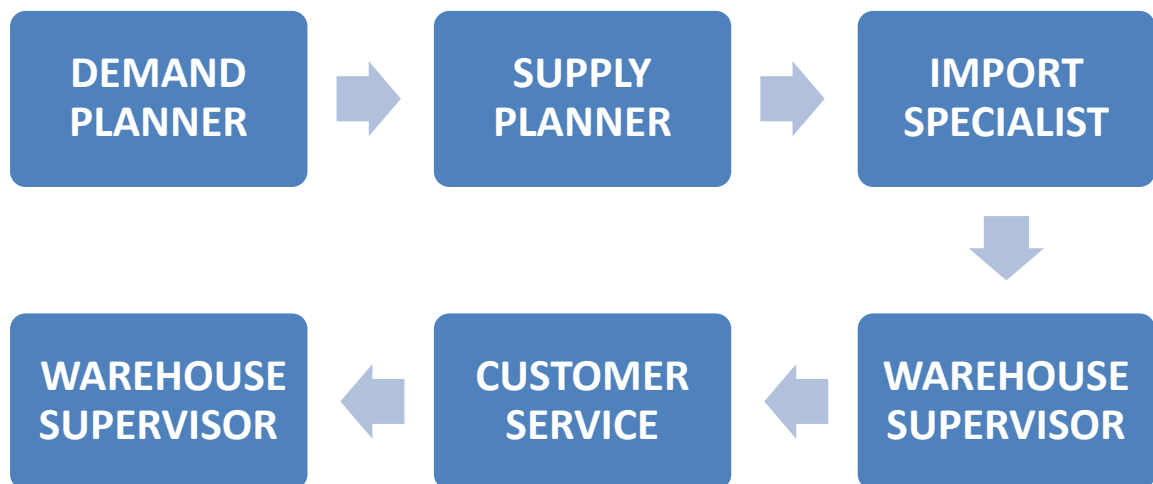 DEMAND
PLANNER
SUPPLY
PLANNER
IMPORT
SPECIALIST
WAREHOUSE
SUPERVISOR
CUSTOMER
SERVICE
WAREHOUSE
SUPERVISOR